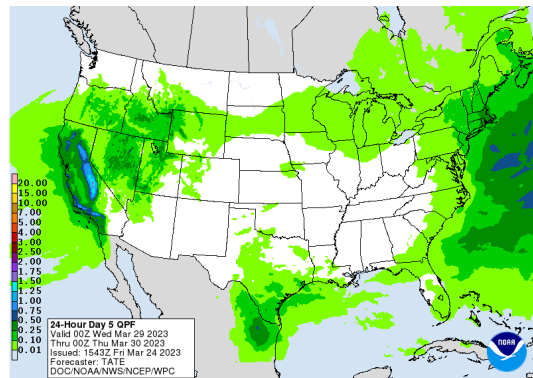 20.00
15.00
10.00
7.00
5.00
4.00
3.00
2.50
2.00
1.75
1.50
1.25
1.00
0.75
0.50
0.25
0.10
0.01
24-Hour Day 5 QPF
Valid 00Z Wed Mar 29 2023
Thru 00Z Thu Mar 30 2023
Issued: 1543Z Fri Mar 24 2023
Forecaster: TATE
DOC/NOAA/NWS/NCEP/WPC
NOAA